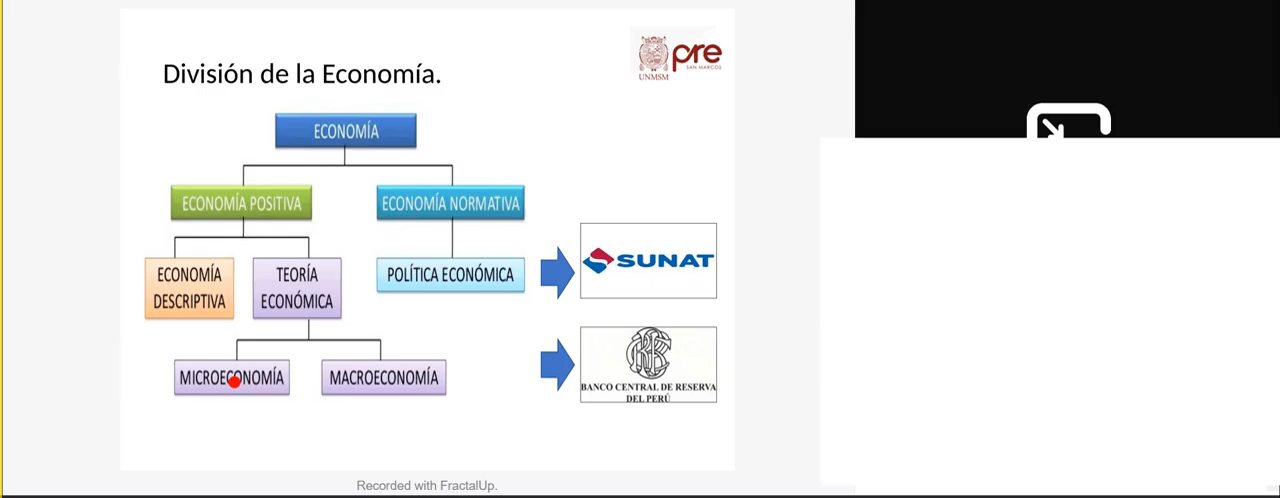 División de la Economía.
pre
SAN MARCOS
UNMSM
ECONOMÍA
ECONOMÍA POSITIVA
ECONOMÍA NORMATIVA
ECONOMÍA
DESCRIPTIVA
TEORÍA
ECONÓMICA
POLÍTICA ECONÓMICA
SUNAT
MICROECONOMÍA
MACROECONOMÍA
BANCO CENTRAL DE RESERVA
DEL PERÚ
Recorded with FractalUp.